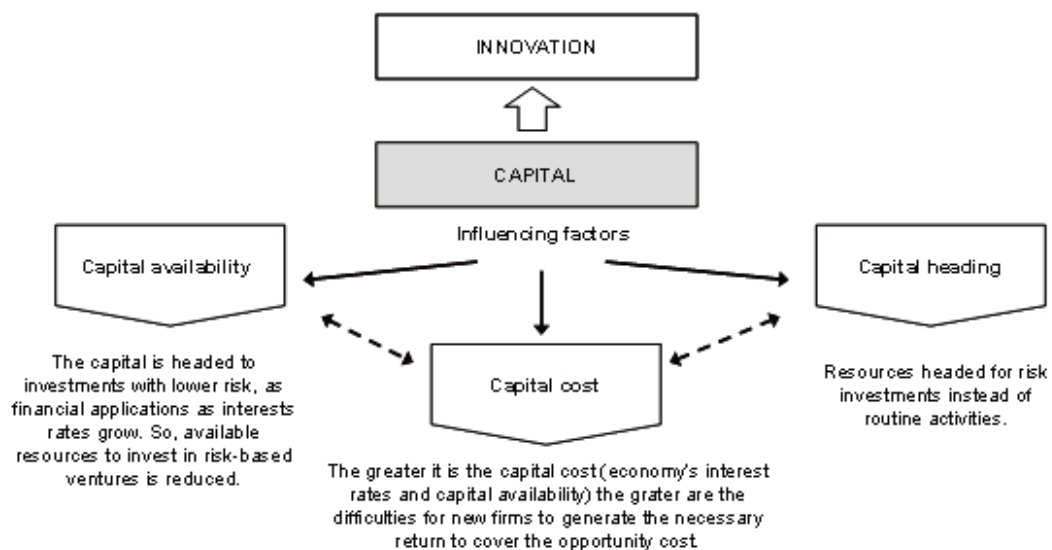 INNOVATION
CAPITAL
Influencing factors
Capital availability
Capital heading
Capital cost
The capital is headed to
investments with lower risk, as
financial applications as interests
rates grow. So, available
resources to invest in risk-based
ventures is reduced.
Resources headed for risk
investments instead of
routine activities.
The greater it is the capital cost (economy's interest
rates and capital availability) the grater are the
difficulties for new firms to generate the necessary
return to cover the opportunity cost.